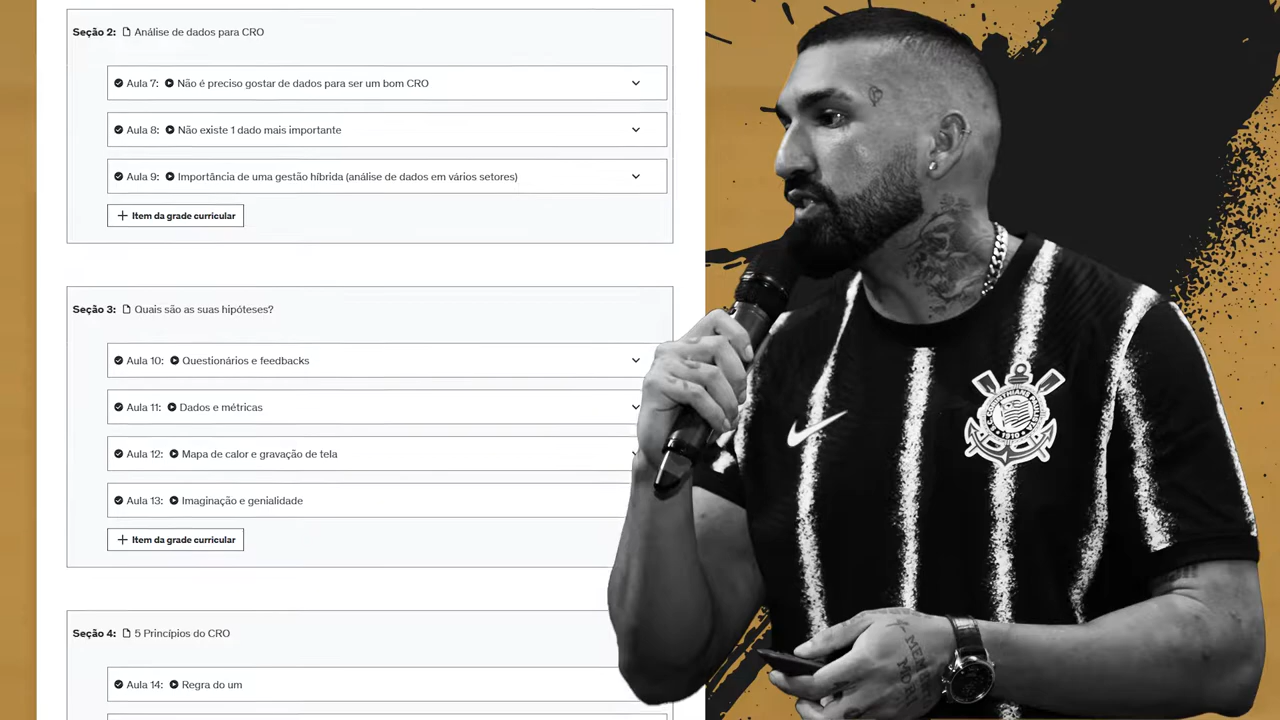 Seção 2: Análise de dados para CRO
Aula 7: Não é preciso gostar de dados para ser um bom CRO
Aula 8: Não existe 1 dado mais importante
Aula 9: Importância de uma gestão híbrida (análise de dados em vários setores)
+ Item da grade curricular
Seção 3: Quais são as suas hipóteses?
Aula 10: Questionários e feedbacks
Aula 11: Dados e métricas
Aula 12: Mapa de calor e gravação de tela
Aula 13: Imaginação e genialidade
+ Item da grade curricular
Seção 4: 5 Princípios do CRO
Aula 14: Regra do um
1910
MEMENTO
MORI